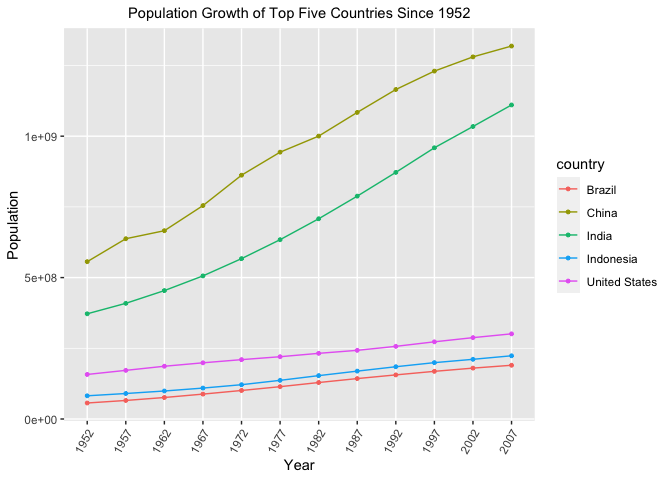 Population Growth of Top Five Countries Since 1952
Population
1e+09
5e+08
0e+00
1952 1957 1962 1967 1972 1977 1982 1987 1992 1997 2002 2007
Year
country
Brazil
China
India
Indonesia
United States